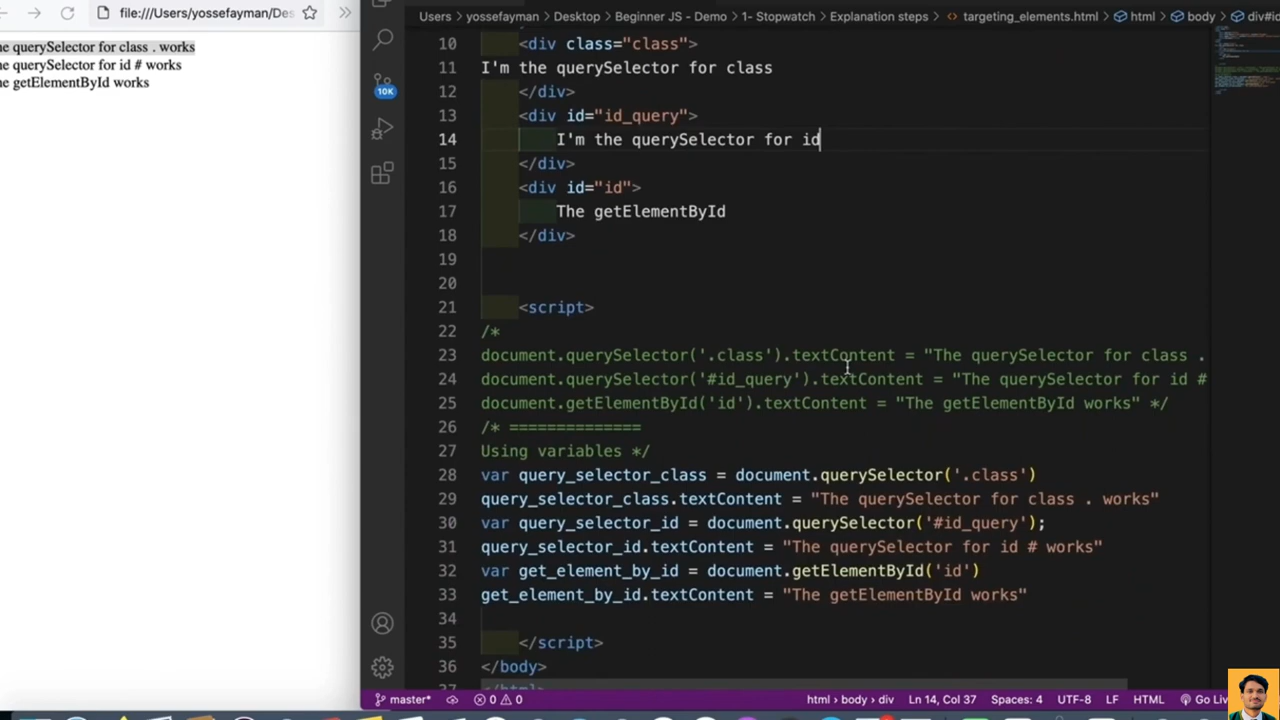 file:///Users/yossefayman/Des
he querySelector for class . works
he querySelector for id # works
he getElementById works
10K
Users > yossefayman > Desktop > Beginner JS - Demo > 1- Stopwatch > Explanation steps > targeting_elements.html > html > body > div#id
10 <div class="class">
11 I'm the querySelector for class
12 </div>
13 <div id="id_query">
14 I'm the querySelector for id
15 </div>
16 <div id="id">
17 The getElementById
18 </div>
19
20
21 <script>
22 /*
23 document.querySelector('.class').textContent = "The querySelector for class .
24 document.querySelector('#id_query').textContent = "The querySelector for id #
25 document.getElementById('id').textContent = "The getElementById works" */
26 /* ==============
27 Using variables */
28 var query_selector_class = document.querySelector('.class')
29 query_selector_class.textContent = "The querySelector for class . works"
30 var query_selector_id = document.querySelector('#id_query');
31 query_selector_id.textContent = "The querySelector for id # works"
32 var get_element_by_id = document.getElementById('id')
33 get_element_by_id.textContent = "The getElementById works"
34
35 </script>
36 </body>
37 </html>
master* 0 0 html > body > div Ln 14, Col 37 Spaces: 4 UTF-8 LF HTML Go Liv